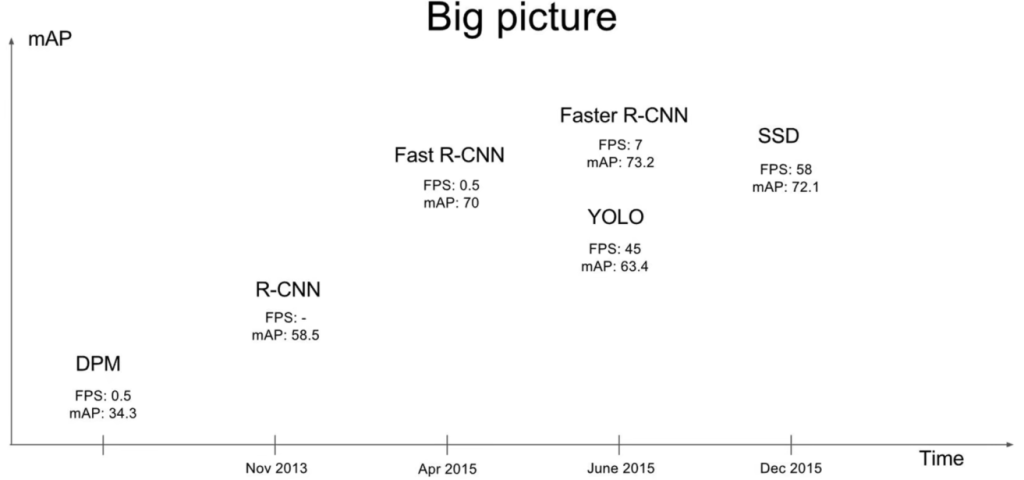 Big picture
mAP
Faster R-CNN
FPS: 7
mAP: 73.2
SSD
FPS: 58
mAP: 72.1
Fast R-CNN
FPS: 0.5
mAP: 70
YOLO
FPS: 45
mAP: 63.4
R-CNN
FPS: -
mAP: 58.5
DPM
FPS: 0.5
mAP: 34.3
Nov 2013
Apr 2015
June 2015
Dec 2015
Time